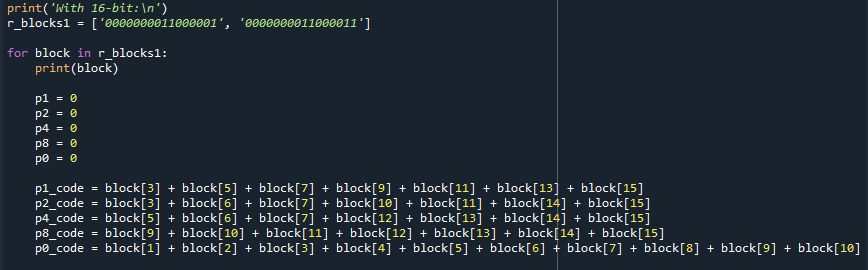 print('With 16-bit:\n')
r_blocks1 = ['0000000011000001', '0000000011000011']
for block in r_blocks1:
print(block)
p1 = 0
p2 = 0
p4 = 0
p8 = 0
p0 = 0
p1_code = block[3] + block[5] + block[7] + block[9] + block[11] + block[13] + block[15]
p2_code = block[3] + block[6] + block[7] + block[10] + block[11] + block[14] + block[15]
p4_code = block[5] + block[6] + block[7] + block[12] + block[13] + block[14] + block[15]
p8_code = block[9] + block[10] + block[11] + block[12] + block[13] + block[14] + block[15]
p0_code = block[1] + block[2] + block[3] + block[4] + block[5] + block[6] + block[7] + block[8] + block[9] + block[10]